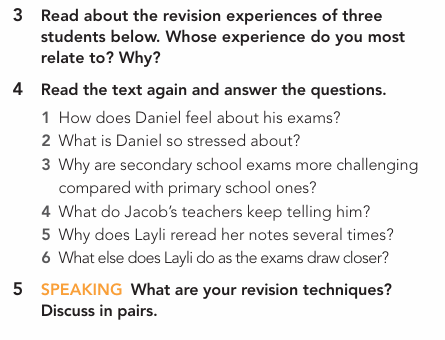 3 Read about the revision experiences of three
students below. Whose experience do you most
relate to? Why?
4 Read the text again and answer the questions.
1 How does Daniel feel about his exams?
2 What is Daniel so stressed about?
3 Why are secondary school exams more challenging
compared with primary school ones?
4 What do Jacob's teachers keep telling him?
5 Why does Layli reread her notes several times?
6 What else does Layli do as the exams draw closer?
5 SPEAKING What are your revision techniques?
Discuss in pairs.